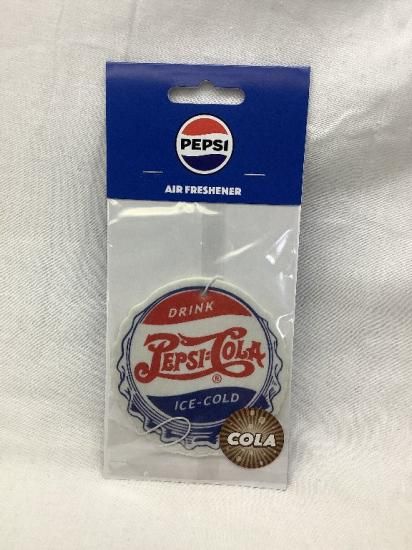 PEPSI
AIR FRESHENER
DRINK
PEPSI=COLA
®
ICE-COLD
COLA